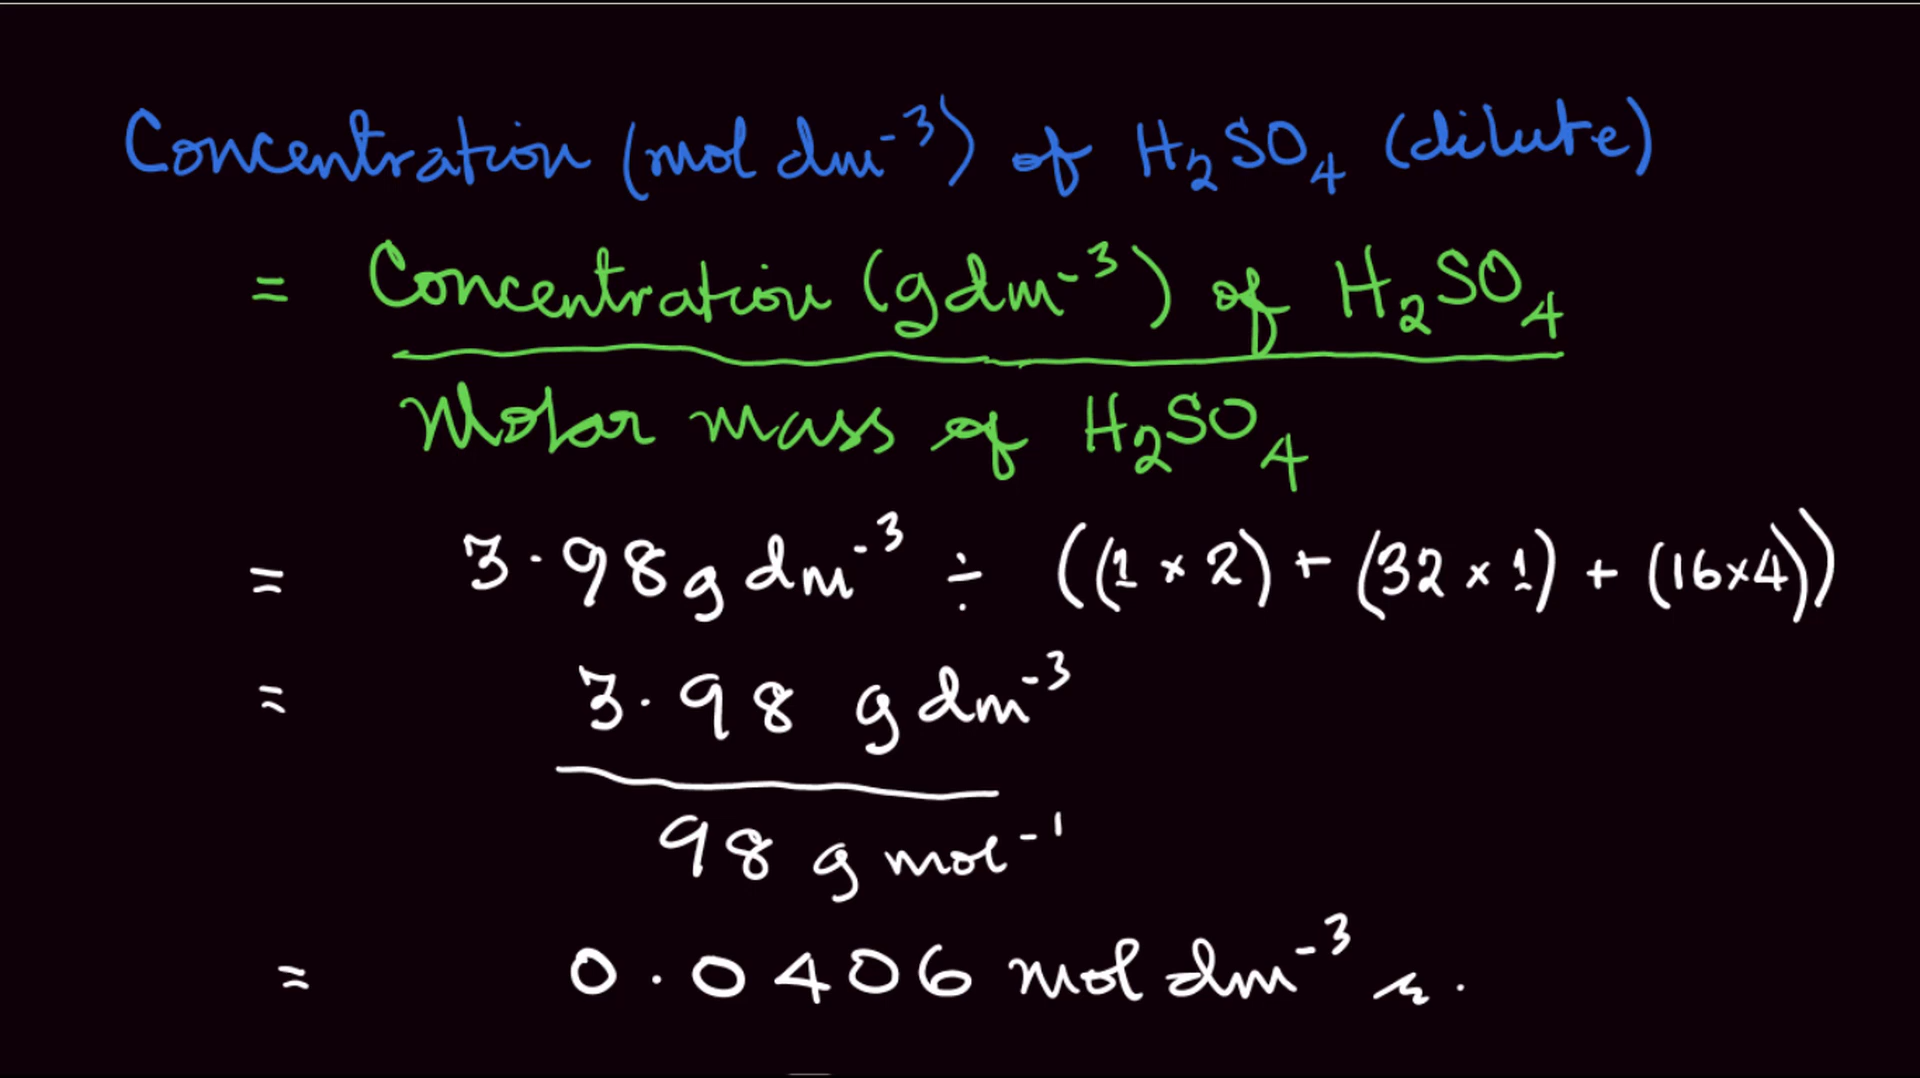 Concentration (mol dm⁻³) of H₂SO₄ (dilute)
= Concentration (g dm⁻³) of H₂SO₄
Molar mass of H₂SO₄
= 3.98 g dm⁻³ ÷ ((1 × 2) + (32 × 1) + (16×4))
= 3.98 g dm⁻³
98 g mol⁻¹
= 0.0406 mol dm⁻³